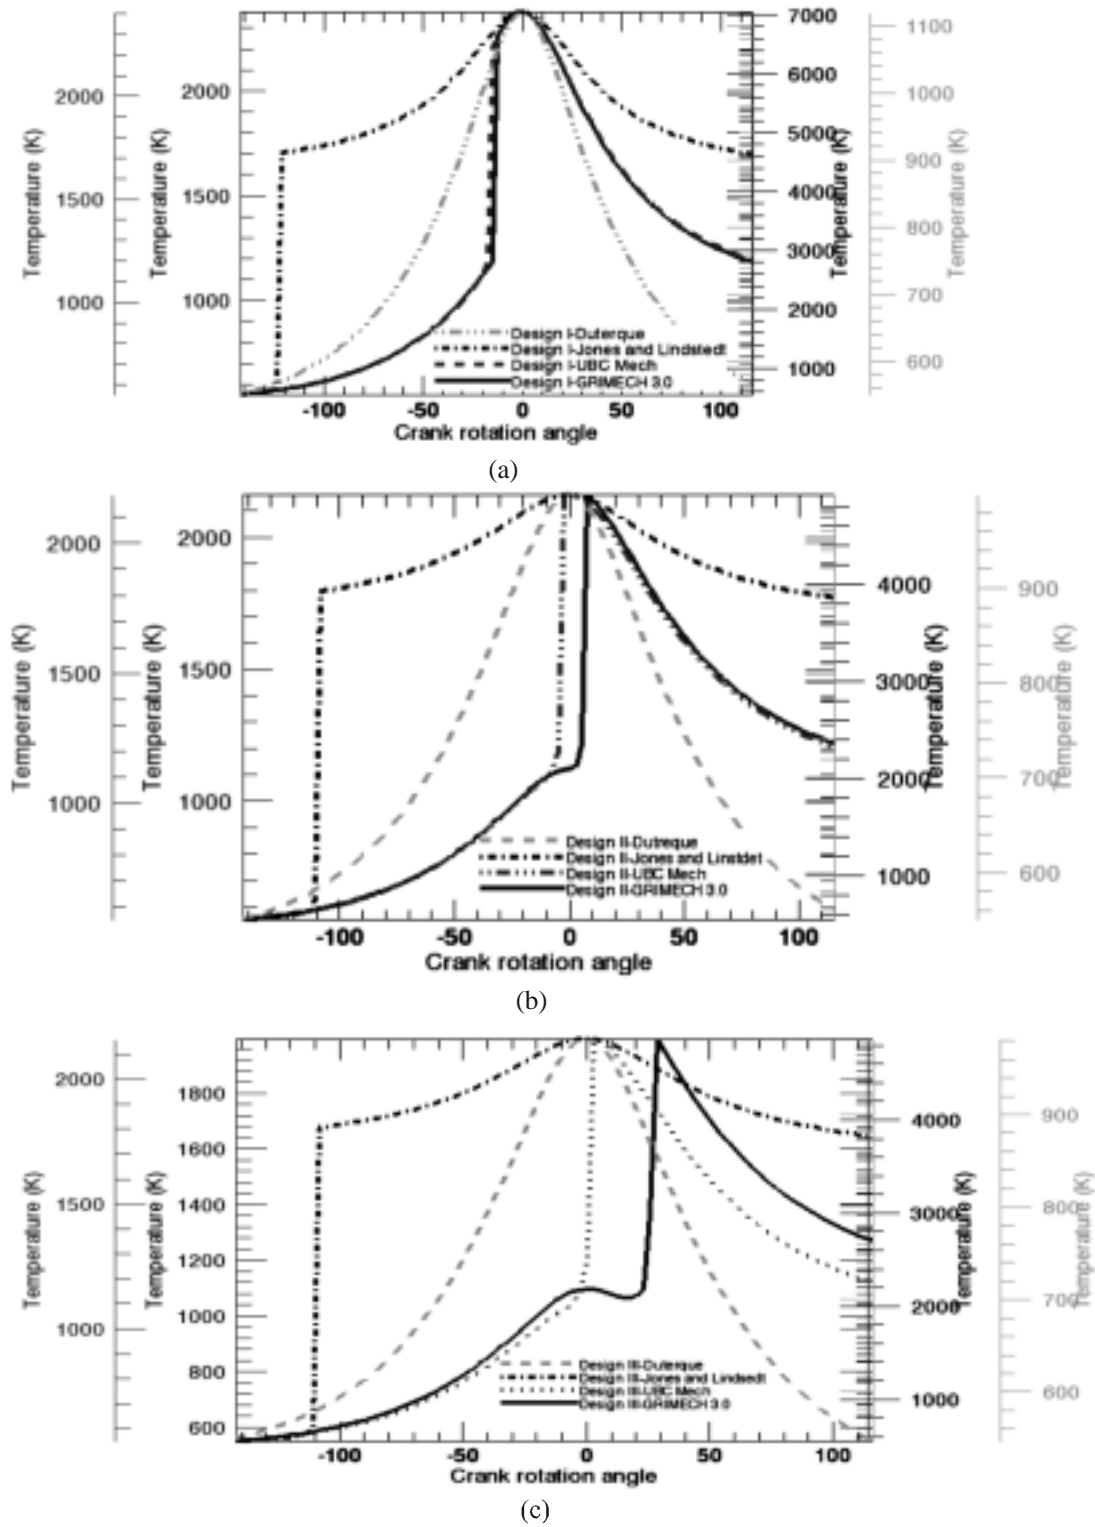 2000
1500
1000
Temperature (K)
2000
1500
1000
Temperature (K)
7000
6000
5000
4000
3000
2000
1000
Temperature (K)
1100
1000
900
800
700
600
Temperature (K)
Design I-Duterque
Design I-Jones and Lindstedt
Design I-UBC Mech
Design I-GRIMECH 3.0
-100 -50 0 50 100
Crank rotation angle
(a)
2000
1500
1000
Temperature (K)
2000
1500
1000
Temperature (K)
4000
3000
2000
1000
Temperature (K)
900
800
700
600
Temperature (K)
Design II-Dutreque
Design II-Jones and Linstdet
Design II-UBC Mech
Design II-GRIMECH 3.0
-100 -50 0 50 100
Crank rotation angle
(b)
2000
1500
1000
Temperature (K)
1800
1600
1400
1200
1000
800
600
Temperature (K)
4000
3000
2000
1000
Temperature (K)
900
800
700
600
Temperature (K)
Design III-Duterque
Design III-Jones and Lindsedt
Design III-UBC Mech
Design III-GRIMECH 3.0
-100 -50 0 50 100
Crank rotation angle
(c)